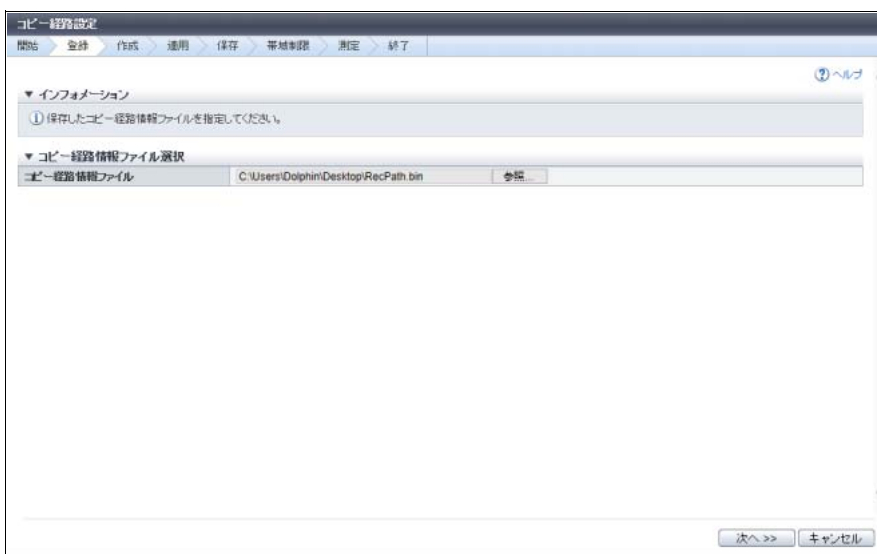 コピー経路設定
開始 登録 作成 適用 保存 帯域制限 測定 終了
ヘルプ
▼ インフォメーション
保存したコピー経路情報ファイルを指定してください。
▼ コピー経路情報ファイル選択
コピー経路情報ファイル C:\Users\Dolphin\Desktop\RecPath.bin 参照...
次へ >> キャンセル